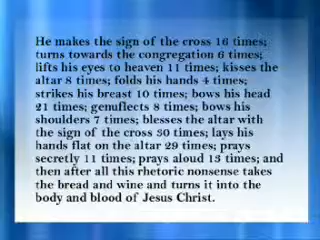 He makes the sign of the cross 16 times;
turns towards the congregation 6 times;
lifts his eyes to heaven 11 times; kisses the
altar 8 times; folds his hands 4 times;
strikes his breast 10 times; bows his head
21 times; genuflects 8 times; bows his
shoulders 7 times; blesses the altar with
the sign of the cross 30 times; lays his
hands flat on the altar 29 times; prays
secretly 11 times; prays aloud 13 times; and
then after all this rhetoric nonsense takes
the bread and wine and turns it into the
body and blood of Jesus Christ.